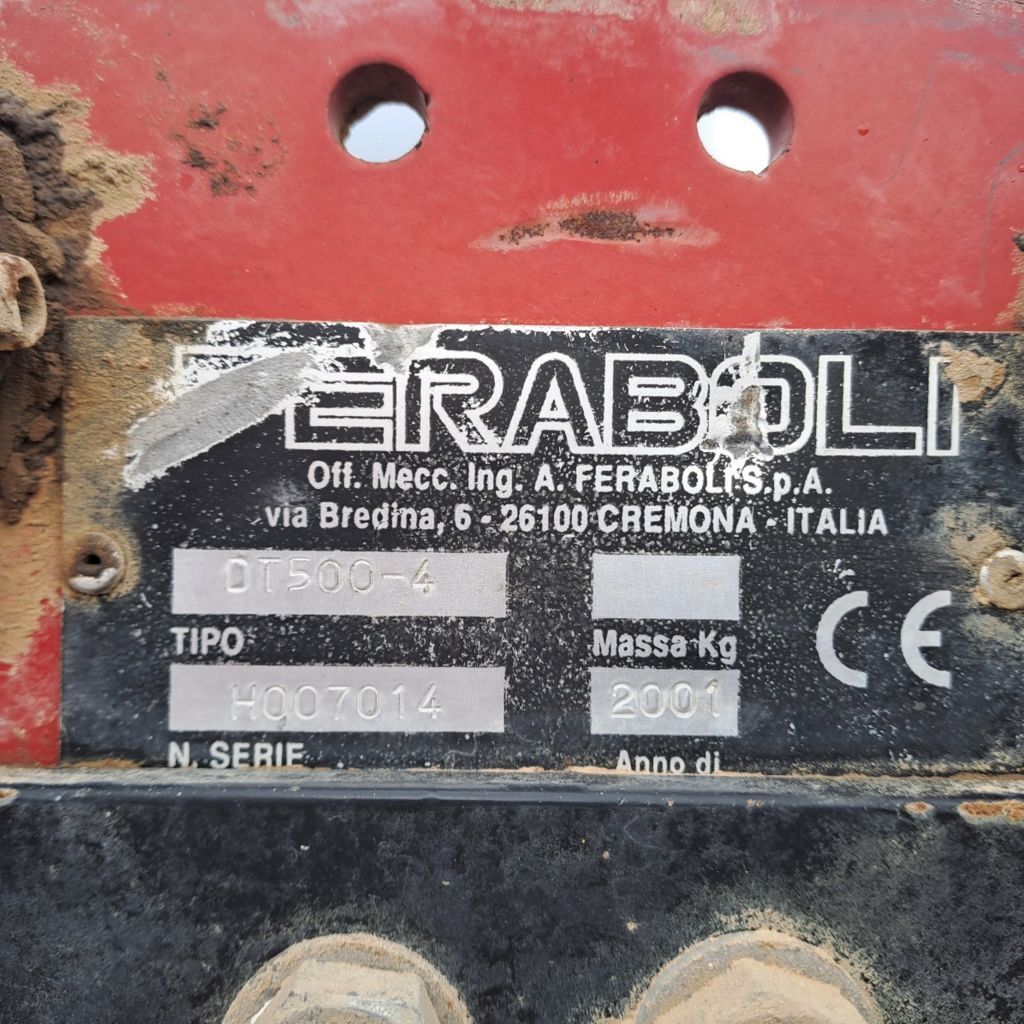 FERABOLI
Off. Mecc. Ing. A. FERABOLI S.p.A.
via Bredina, 6 - 26100 CREMONA - ITALIA
DT500-4
TIPO
Massa Kg
CE
H007014
2001
N. SERIE
Anno di